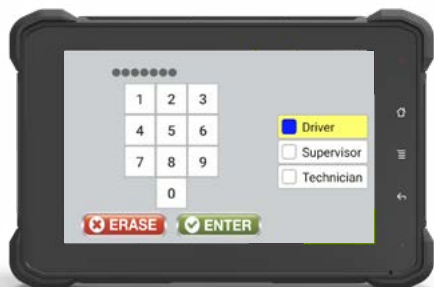 1 2 3
4 5 6
7 8 9
0
Driver
Supervisor
Technician
ERASE
ENTER